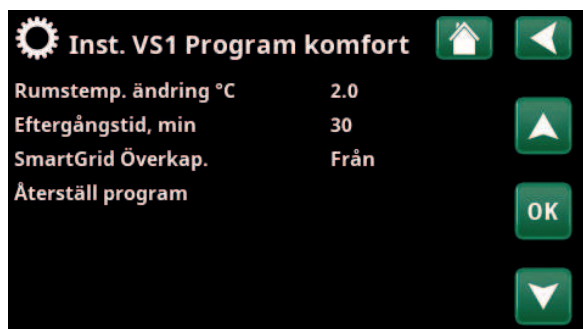 Inst. VS1 Program komfort
Rumstemp. ändring °C 2.0
Eftergångstid, min 30
SmartGrid Överkap. Från
Återställ program
OK